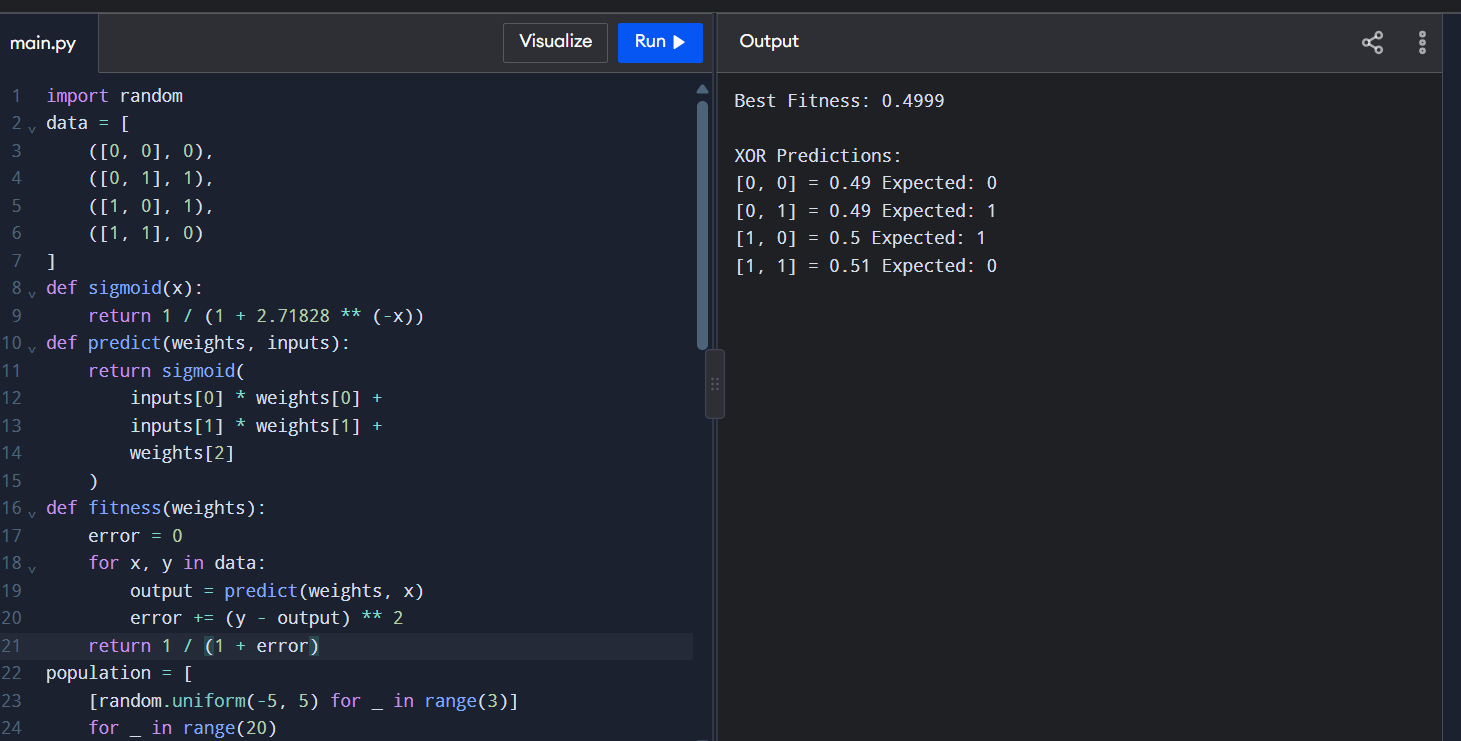 main.py
Visualize
Run
1 import random
2 data = [
3     ([0, 0], 0),
4     ([0, 1], 1),
5     ([1, 0], 1),
6     ([1, 1], 0)
7 ]
8 def sigmoid(x):
9     return 1 / (1 + 2.71828 ** (-x))
10 def predict(weights, inputs):
11     return sigmoid(
12         inputs[0] * weights[0] +
13         inputs[1] * weights[1] +
14         weights[2]
15     )
16 def fitness(weights):
17     error = 0
18     for x, y in data:
19         output = predict(weights, x)
20         error += (y - output) ** 2
21     return 1 / (1 + error)
22 population = [
23     [random.uniform(-5, 5) for _ in range(3)]
24     for _ in range(20)
Output
Best Fitness: 0.4999
XOR Predictions:
[0, 0] = 0.49 Expected: 0
[0, 1] = 0.49 Expected: 1
[1, 0] = 0.5 Expected: 1
[1, 1] = 0.51 Expected: 0